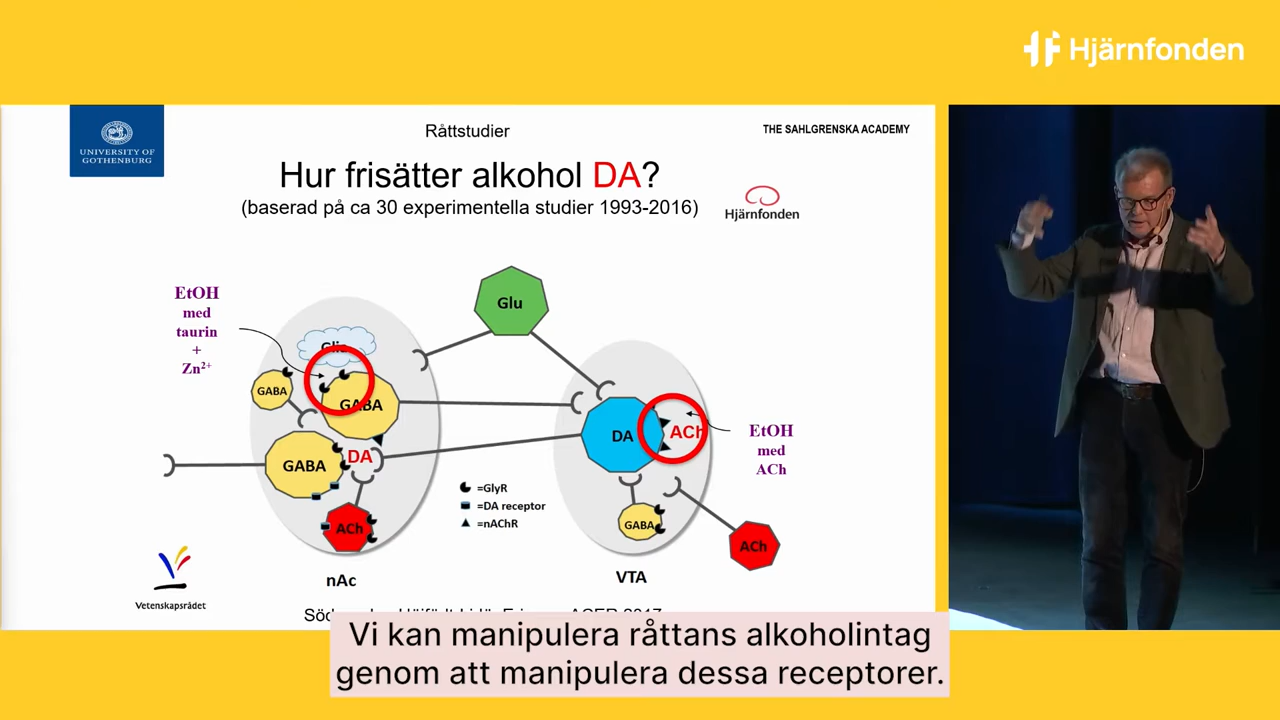 Hjärnfonden
UNIVERSITY OF
GOTHENBURG
Råttstudier
THE SAHLGRENSKA ACADEMY
Hur frisätter alkohol DA?
(baserad på ca 30 experimentella studier 1993-2016)
Hjärnfonden
EtOH
med
taurin
+
Zn²⁺
Glu
Glia
GABA
GABA
GABA
DA
ACh
DA
ACh
GABA
ACh
EtOH
med
ACh
=GlyR
=DA receptor
=nAChR
nAc
VTA
Vetenskapsrådet
Vi kan manipulera råttans alkoholintag
genom att manipulera dessa receptorer.